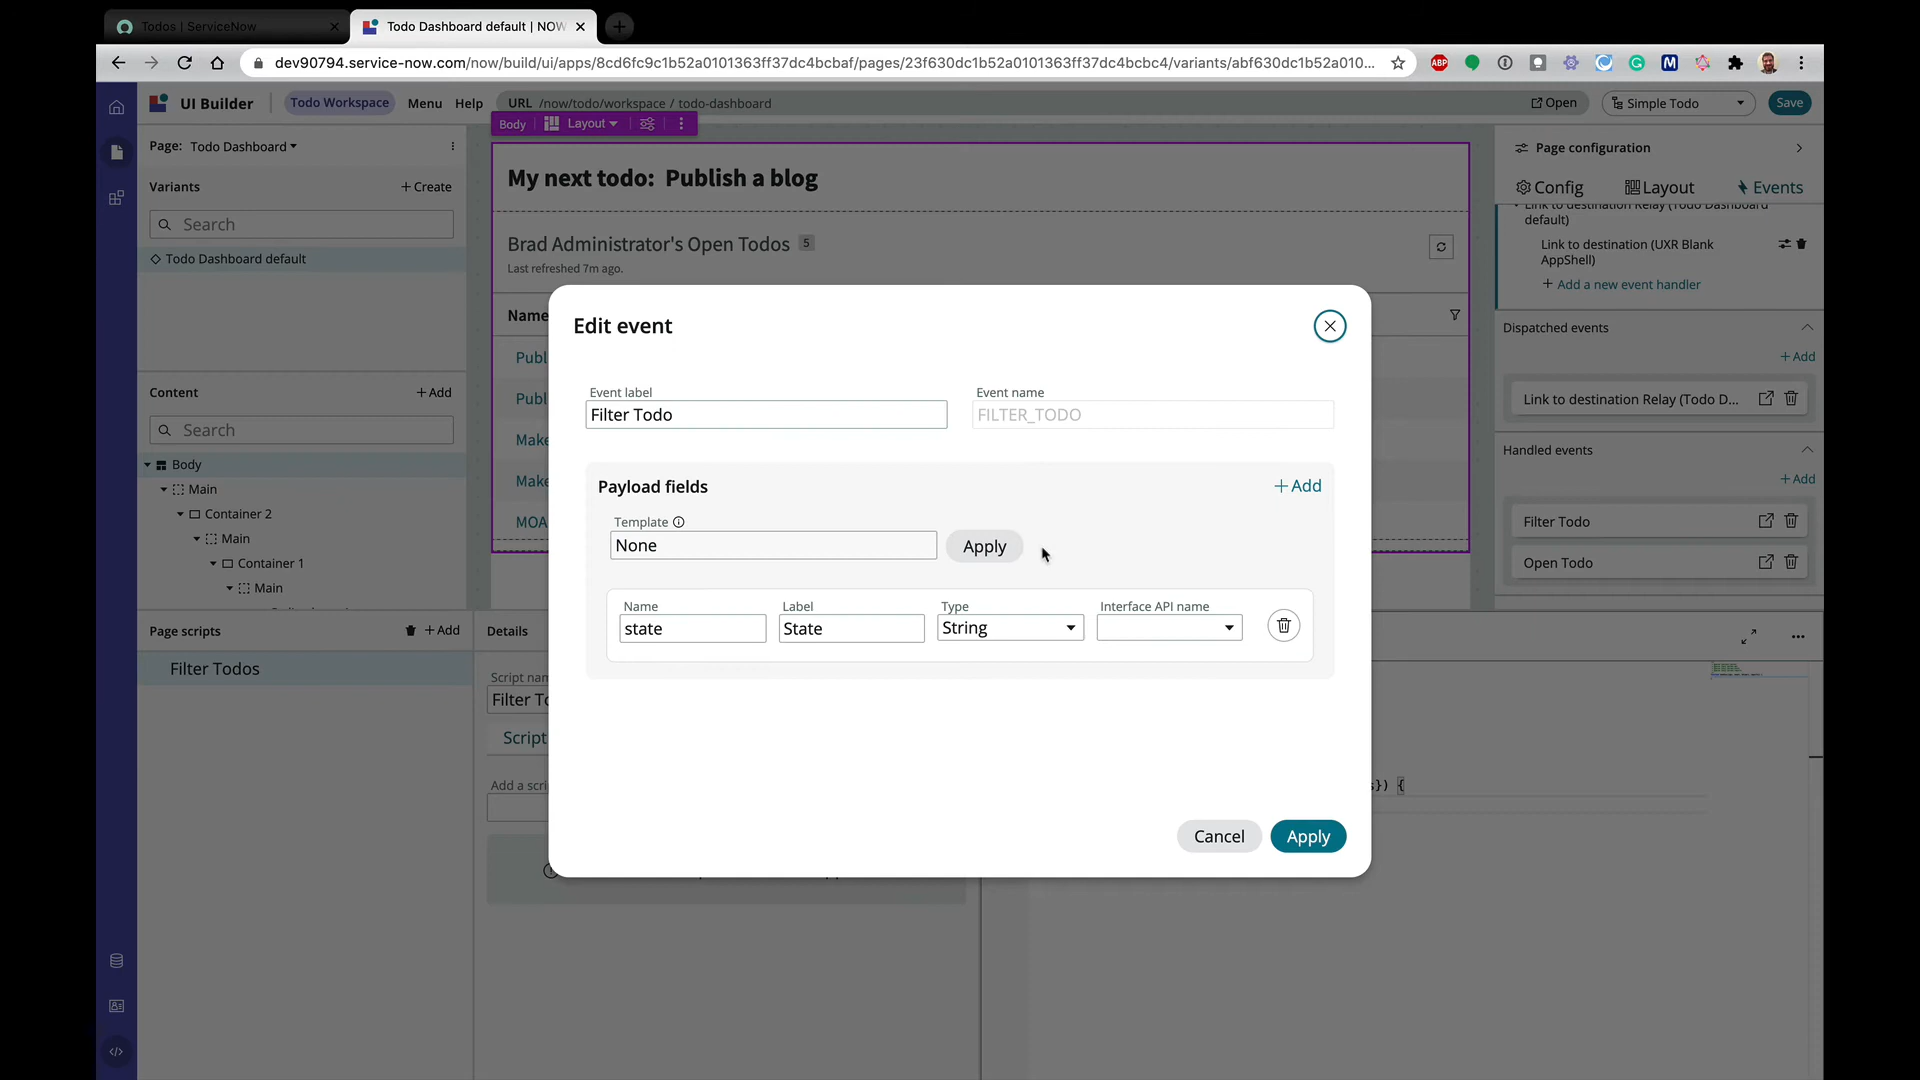 Todos | ServiceNow
Todo Dashboard default | NOW
dev90794.service-now.com/now/build/ui/apps/8cd6fc9c1b52a0101363ff37dc4bcbaf/pages/23f630dc1b52a0101363ff37dc4bcbc4/variants/abf630dc1b52a010...
ABP
UI Builder
Todo Workspace
Menu
Help
URL /now/todo/workspace / todo-dashboard
Open
Simple Todo
Save
Body
Layout
Page: Todo Dashboard
Variants
+ Create
Search
Todo Dashboard default
Content
+ Add
Search
Body
Main
Container 2
Main
Container 1
Main
Page scripts
+ Add
Filter Todos
My next todo: Publish a blog
Brad Administrator's Open Todos 5
Last refreshed 7m ago.
Name
Publ
Publ
Make
Make
MOA
Page configuration
Config
Layout
Events
Link to destination Relay (Todo Dashboard
default)
Link to destination (UXR Blank
AppShell)
+ Add a new event handler
Dispatched events
+ Add
Link to destination Relay (Todo D...
Handled events
+ Add
Filter Todo
Open Todo
Details
Script nam
Filter To
Script
Add a scri
}) {
Edit event
Event label
Filter Todo
Event name
FILTER_TODO
Payload fields
+ Add
Template
None
Apply
Name
state
Label
State
Type
String
Interface API name
Cancel
Apply